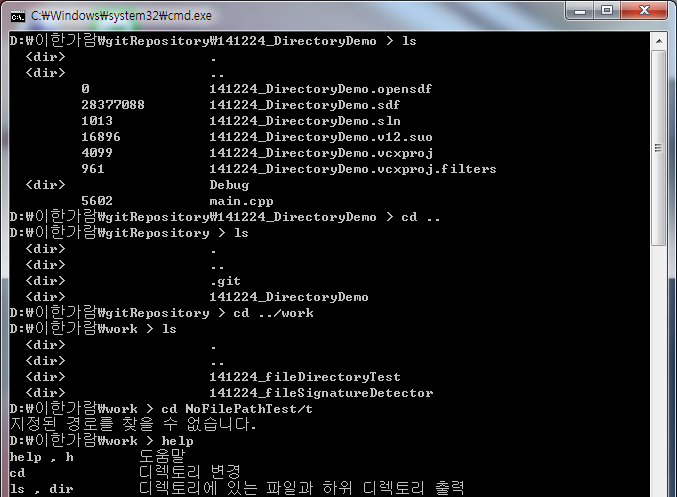 C:₩Windows₩system32₩cmd.exe
D:₩이한가람₩gitRepository₩141224_DirectoryDemo > ls
<dir> .
<dir> ..
0 141224_DirectoryDemo.opensdf
28377088 141224_DirectoryDemo.sdf
1013 141224_DirectoryDemo.sln
16896 141224_DirectoryDemo.v12.suo
4099 141224_DirectoryDemo.vcxproj
961 141224_DirectoryDemo.vcxproj.filters
<dir> Debug
5602 main.cpp
D:₩이한가람₩gitRepository₩141224_DirectoryDemo > cd ..
D:₩이한가람₩gitRepository > ls
<dir> .
<dir> ..
<dir> .git
<dir> 141224_DirectoryDemo
D:₩이한가람₩gitRepository > cd ../work
D:₩이한가람₩work > ls
<dir> .
<dir> ..
<dir> 141224_fileDirectoryTest
<dir> 141224_fileSignatureDetector
D:₩이한가람₩work > cd NoFilePathTest/t
지정된 경로를 찾을 수 없습니다.
D:₩이한가람₩work > help
help , h 도움말
cd 디렉토리 변경
ls , dir 디렉토리에 있는 파일과 하위 디렉토리 출력